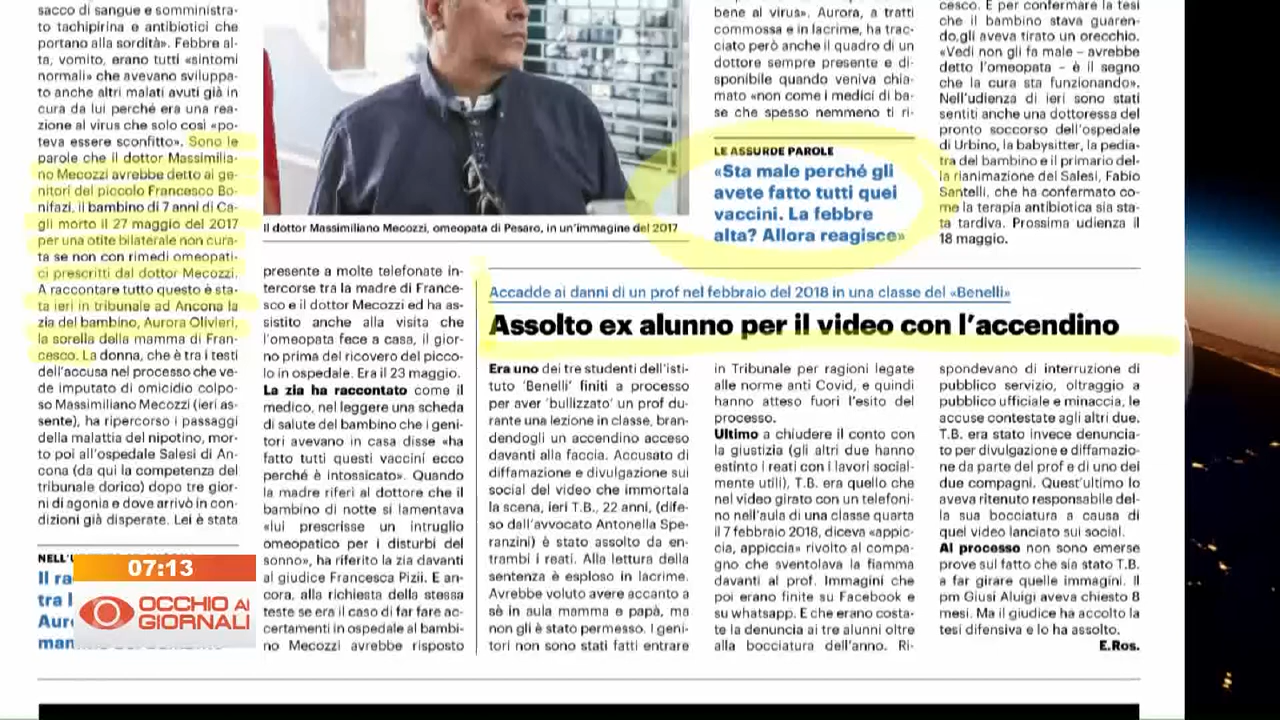 sacco di sangue e somministra-
to tachipirina e antibiotici che
portano alla sordità». Febbre al-
ta, vomito, erano tutti «sintomi
normali» che avevano sviluppa-
to anche altri malati avuti già in
cura da lui perché era una rea-
zione al virus che solo così «po-
teva essere sconfitto». Sono le
parole che il dottor Massimilia-
no Mecozzi avrebbe detto ai ge-
nitori del piccolo Francesco Bo-
nifazi, il bambino di 7 anni di Ca-
gli morto il 27 maggio del 2017
per una otite bilaterale non cura-
ta se non con rimedi omeopati-
ci prescritti dal dottor Mecozzi.
A raccontare tutto questo è sta-
ta ieri in tribunale ad Ancona la
zia del bambino, Aurora Olivieri,
la sorella della mamma di Fran-
cesco. La donna, che è tra i testi
dell'accusa nel processo che ve-
de imputato di omicidio colpo-
so Massimiliano Mecozzi (ieri as-
sente), ha ripercorso i passaggi
della malattia del nipotino, mor-
to poi all'ospedale Salesi di An-
cona (da qui la competenza del
tribunale dorico) dopo tre gior-
ni di agonia e dove arrivò in con-
dizioni già disperate. Lei è stata
NELL'
Il ra
tra l
Aur
man
07:13
OCCHIO AI
GIORNALI
Il dottor Massimiliano Mecozzi, omeopata di Pesaro, in un'immagine del 2017
presente a molte telefonate in-
tercorse tra la madre di France-
sco e il dottor Mecozzi ed ha as-
sistito anche alla visita che
l'omeopata fece a casa, il gior-
no prima del ricovero del picco-
lo in ospedale. Era il 23 maggio.
La zia ha raccontato come il
medico, nel leggere una scheda
di salute del bambino che i geni-
tori avevano in casa disse «ha
fatto tutti questi vaccini ecco
perché è intossicato». Quando
la madre riferì al dottore che il
bambino di notte si lamentava
«lui prescrisse un intruglio
omeopatico per i disturbi del
sonno», ha riferito la zia davanti
al giudice Francesca Pizii. E an-
cora, alla richiesta della stessa
teste se era il caso di far fare ac-
certamenti in ospedale al bambi-
no Mecozzi avrebbe risposto
bene al virus». Aurora, a tratti
commossa e in lacrime, ha trac-
ciato però anche il quadro di un
dottore sempre presente e di-
sponibile quando veniva chia-
mato «non come i medici di ba-
se che spesso nemmeno ti ri-
LE ASSURDE PAROLE
«Sta male perché gli
avete fatto tutti quei
vaccini. La febbre
alta? Allora reagisce»
cesco. E per confermare la tesi
che il bambino stava guaren-
do,gli aveva tirato un orecchio.
«Vedi non gli fa male – avrebbe
detto l'omeopata – è il segno
che la cura sta funzionando».
Nell'udienza di ieri sono stati
sentiti anche una dottoressa del
pronto soccorso dell'ospedale
di Urbino, la babysitter, la pedia-
tra del bambino e il primario del-
la rianimazione del Salesi, Fabio
Santelli, che ha confermato co-
me la terapia antibiotica sia sta-
ta tardiva. Prossima udienza il
18 maggio.
Accadde ai danni di un prof nel febbraio del 2018 in una classe del «Benelli»
Assolto ex alunno per il video con l'accendino
Era uno dei tre studenti dell'isti-
tuto 'Benelli' finiti a processo
per aver 'bullizzato' un prof du-
rante una lezione in classe, bran-
dendogli un accendino acceso
davanti alla faccia. Accusato di
diffamazione e divulgazione sui
social del video che immortala
la scena, ieri T.B., 22 anni, (dife-
so dall'avvocato Antonella Spe-
ranzini) è stato assolto da en-
trambi i reati. Alla lettura della
sentenza è esploso in lacrime.
Avrebbe voluto avere accanto a
sè in aula mamma e papà, ma
non gli è stato permesso. I geni-
tori non sono stati fatti entrare
in Tribunale per ragioni legate
alle norme anti Covid, e quindi
hanno atteso fuori l'esito del
processo.
Ultimo a chiudere il conto con
la giustizia (gli altri due hanno
estinto i reati con i lavori social-
mente utili), T.B. era quello che
nel video girato con un telefoni-
no nell'aula di una classe quarta
il 7 febbraio 2018, diceva «appic-
cia, appiccia» rivolto al compa-
gno che sventolava la fiamma
davanti al prof. Immagini che
poi erano finite su Facebook e
su whatsapp. E che erano costa-
te la denuncia ai tre alunni oltre
alla bocciatura dell'anno. Ri-
spondevano di interruzione di
pubblico servizio, oltraggio a
pubblico ufficiale e minaccia, le
accuse contestate agli altri due.
T.B. era stato invece denuncia-
to per divulgazione e diffamazio-
ne da parte del prof e di uno dei
due compagni. Quest'ultimo lo
aveva ritenuto responsabile del-
la sua bocciatura a causa di
quel video lanciato sui social.
Al processo non sono emerse
prove sul fatto che sia stato T.B.
a far girare quelle immagini. Il
pm Giusi Aluigi aveva chiesto 8
mesi. Ma il giudice ha accolto la
tesi difensiva e lo ha assolto.
E.Ros.